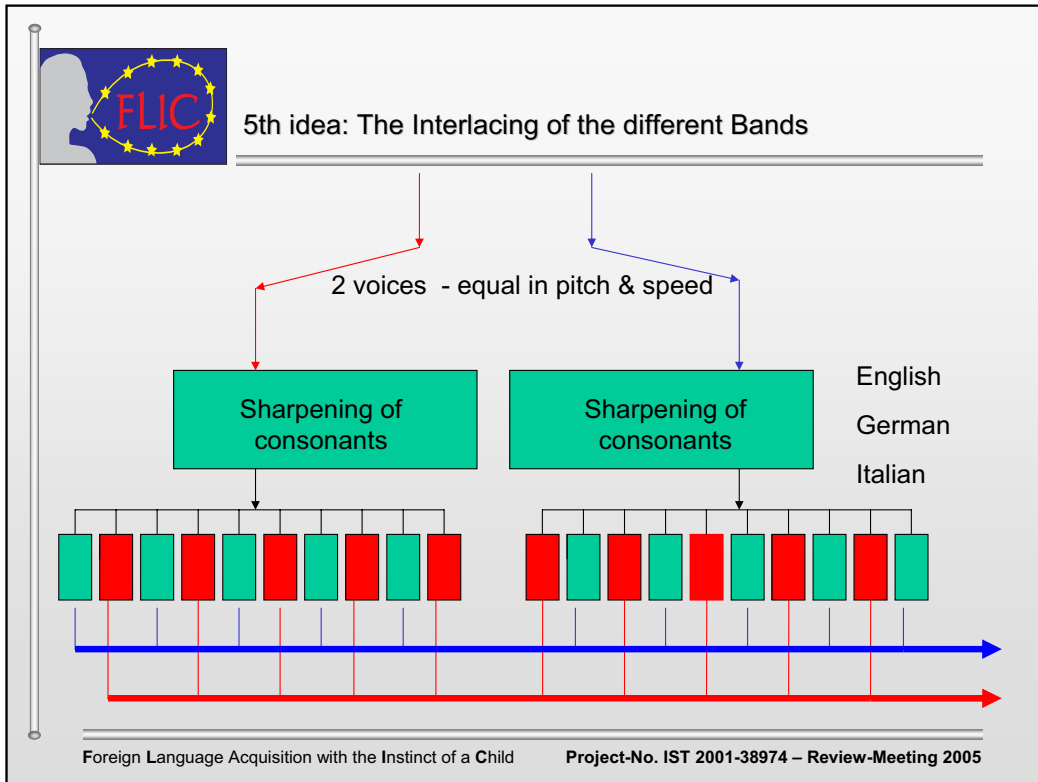 FLIC
5th idea: The Interlacing of the different Bands
2 voices - equal in pitch & speed
Sharpening of
consonants
Sharpening of
consonants
English
German
Italian
Foreign Language Acquisition with the Instinct of a Child
Project-No. IST 2001-38974 – Review-Meeting 2005